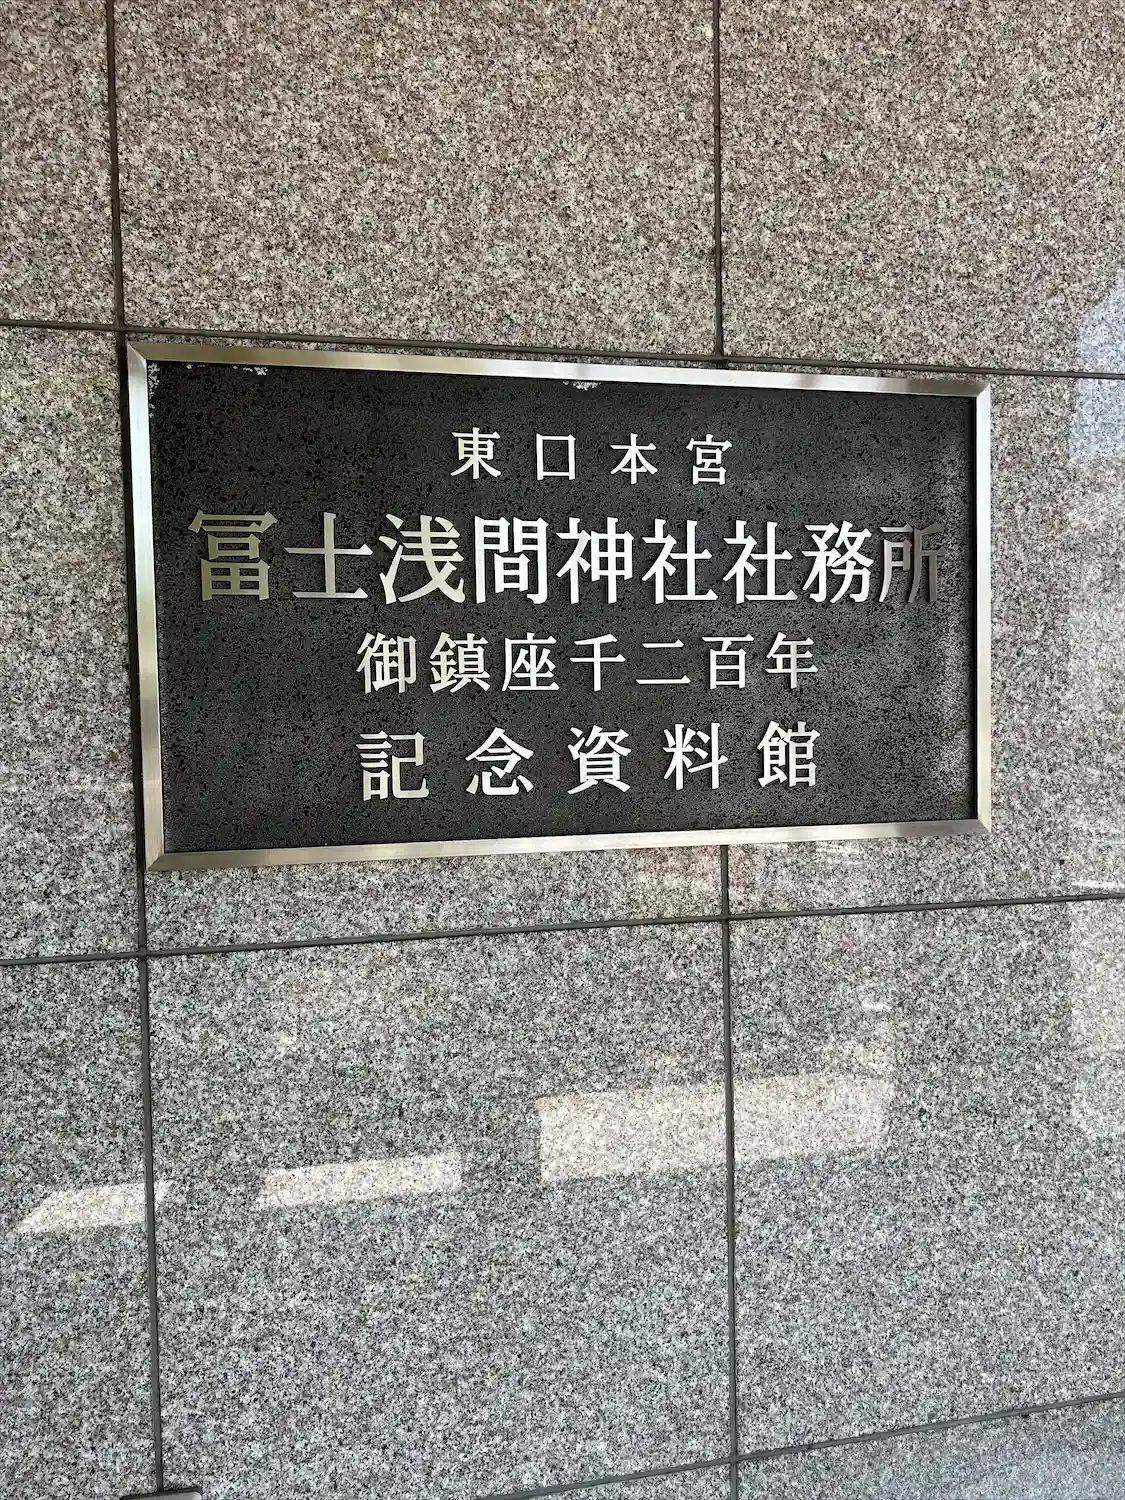 東口本宮
冨士浅間神社社務所
御鎮座千二百年
記念資料館